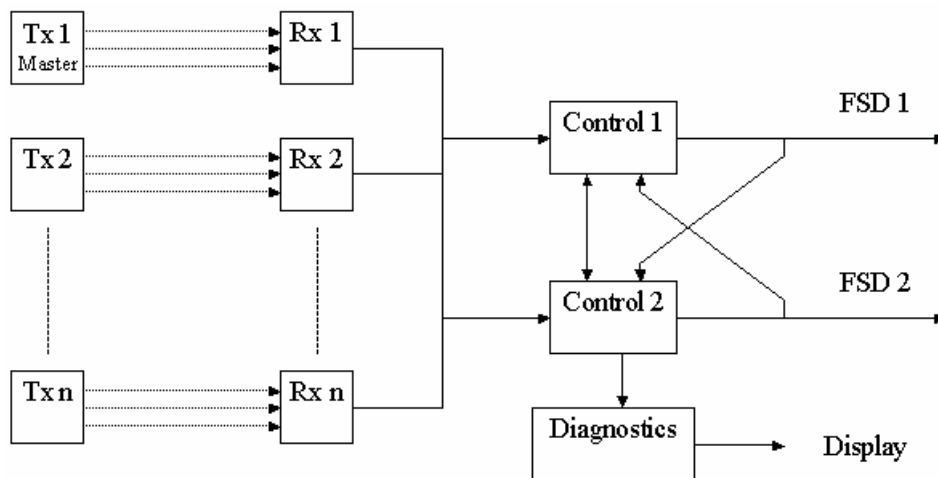 Tx 1
Master
Rx 1
Control 1
FSD 1
Tx 2
Rx 2
Control 2
FSD 2
Tx n
Rx n
Diagnostics
Display